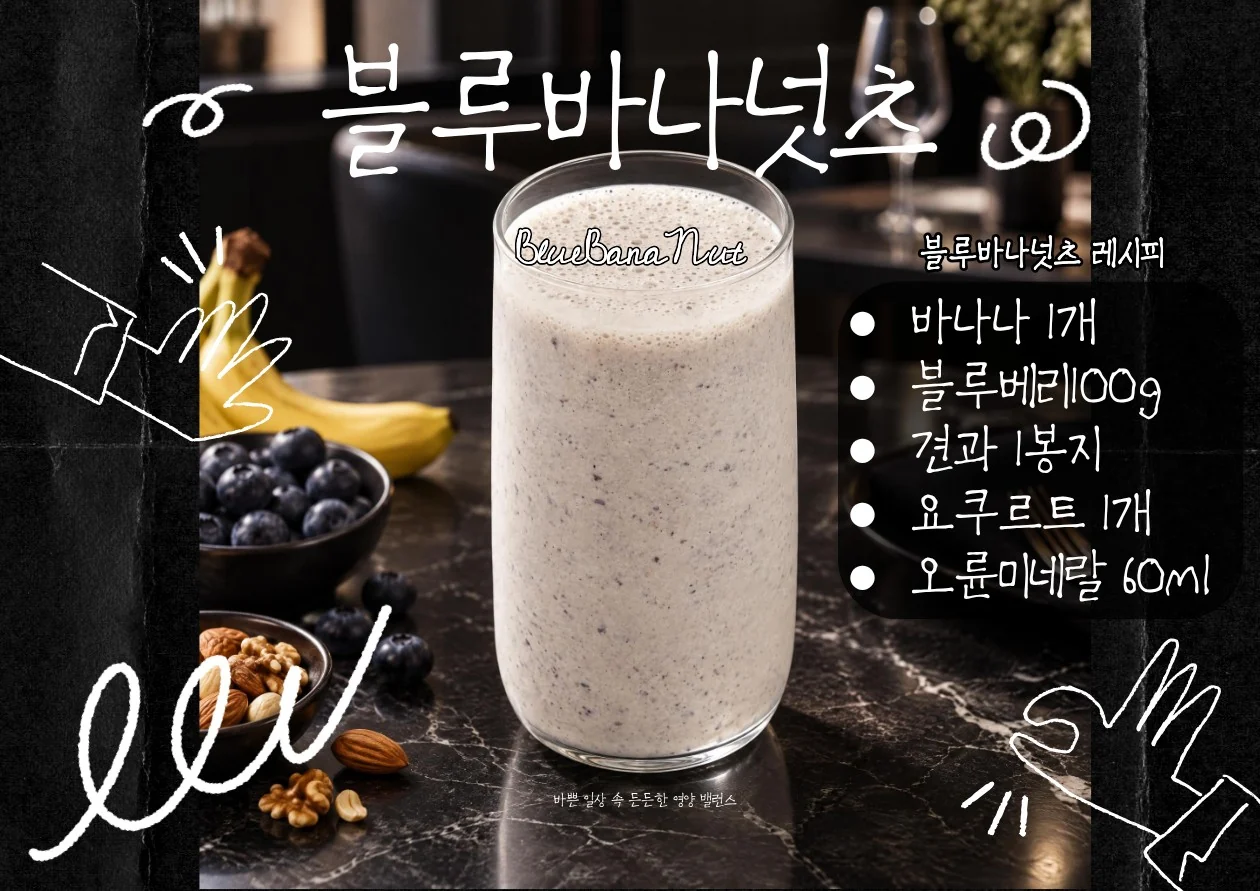 블루바나넛츠
BlueBana Nut
블루바나넛츠 레시피
● 바나나 1개
● 블루베리100g
● 견과 1봉지
● 요쿠르트 1개
● 오륜미네랄 60ml
바쁜 일상 속 든든한 영양 밸런스